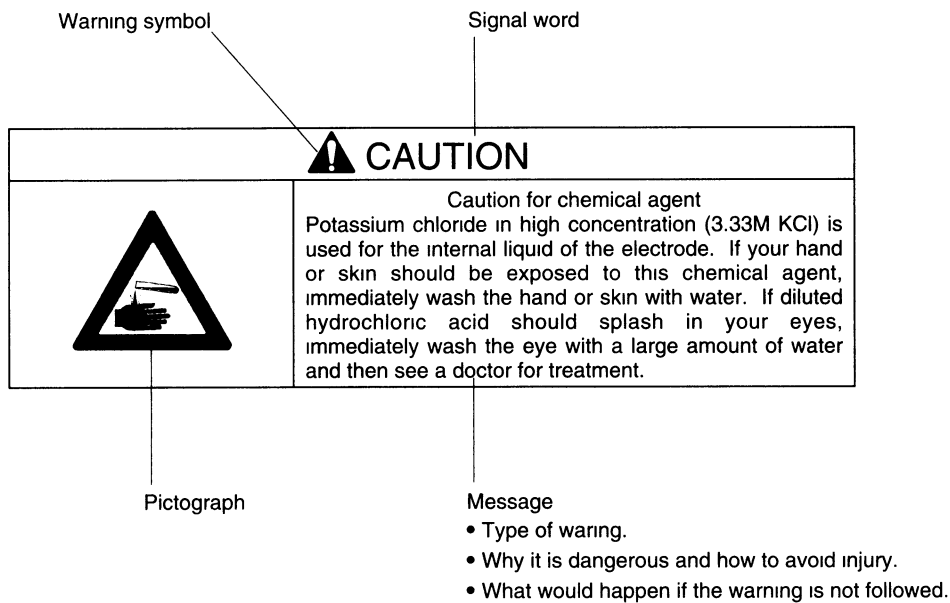 Warning symbol
Signal word
CAUTION
Caution for chemical agent
Potassium chloride in high concentration (3.33M KCl) is
used for the internal liquid of the electrode. If your hand
or skin should be exposed to this chemical agent,
immediately wash the hand or skin with water. If diluted
hydrochloric acid should splash in your eyes,
immediately wash the eye with a large amount of water
and then see a doctor for treatment.
Pictograph
Message
• Type of waring.
• Why it is dangerous and how to avoid injury.
• What would happen if the warning is not followed.